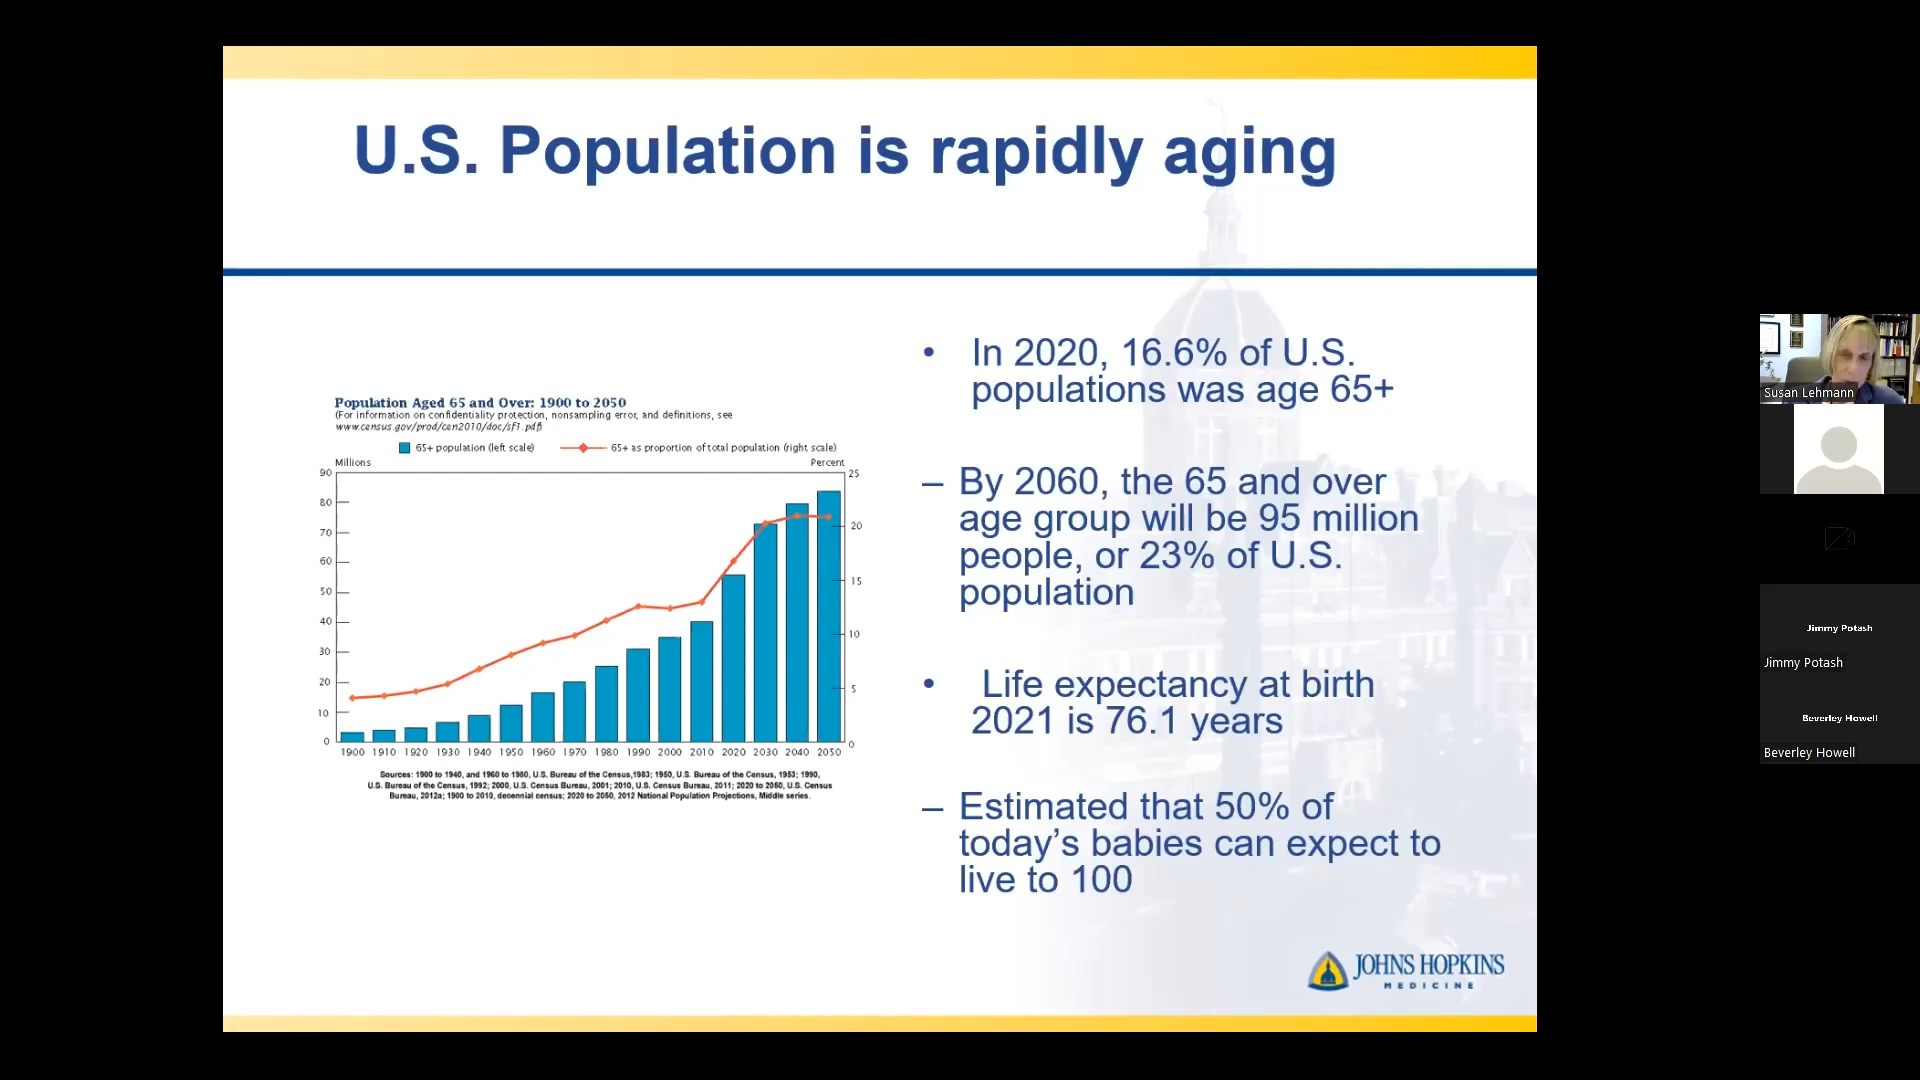 U.S. Population is rapidly aging
Population Aged 65 and Over: 1900 to 2050
(For information on confidentiality protection, nonsampling error, and definitions, see
www.census.gov/prod/cen2010/doc/sf1.pdf)
65+ population (left scale)
65+ as proportion of total population (right scale)
Millions
Percent
90
80
70
60
50
40
30
20
10
0
25
20
15
10
5
0
1900 1910 1920 1930 1940 1950 1960 1970 1980 1990 2000 2010 2020 2030 2040 2050
Sources: 1900 to 1940, and 1960 to 1980, U.S. Bureau of the Census,1983; 1950, U.S. Bureau of the Census, 1953; 1990,
U.S. Bureau of the Census, 1992; 2000, U.S. Census Bureau, 2001; 2010, U.S. Census Bureau, 2011; 2020 to 2050, U.S. Census
Bureau, 2012a; 1900 to 2010, decennial census; 2020 to 2050, 2012 National Population Projections, Middle series.
• In 2020, 16.6% of U.S.
populations was age 65+
– By 2060, the 65 and over
age group will be 95 million
people, or 23% of U.S.
population
• Life expectancy at birth
2021 is 76.1 years
– Estimated that 50% of
today’s babies can expect to
live to 100
JOHNS HOPKINS
MEDICINE
Susan Lehmann
Jimmy Potash
Jimmy Potash
Beverley Howell
Beverley Howell